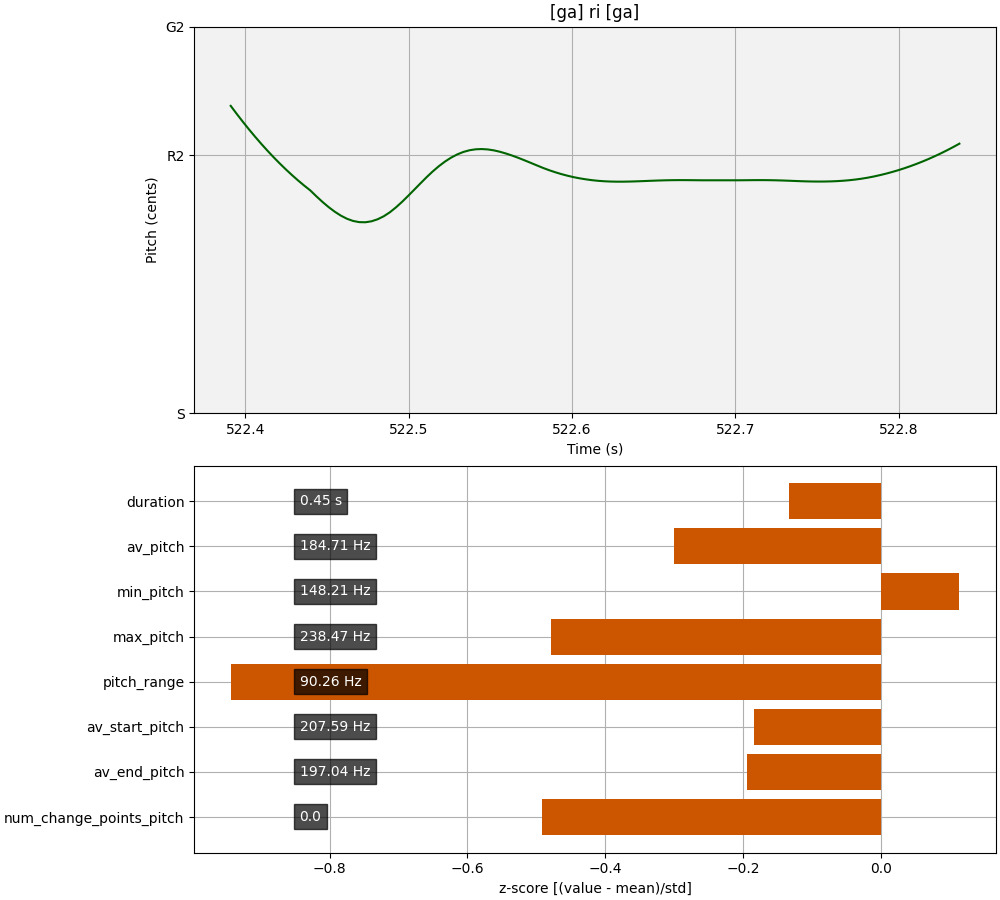 [ga] ri [ga]
G2
R2
S
Pitch (cents)
522.4 522.5 522.6 522.7 522.8
Time (s)
duration 0.45 s
av_pitch 184.71 Hz
min_pitch 148.21 Hz
max_pitch 238.47 Hz
pitch_range 90.26 Hz
av_start_pitch 207.59 Hz
av_end_pitch 197.04 Hz
num_change_points_pitch 0.0
−0.8 −0.6 −0.4 −0.2 0.0
z-score [(value - mean)/std]